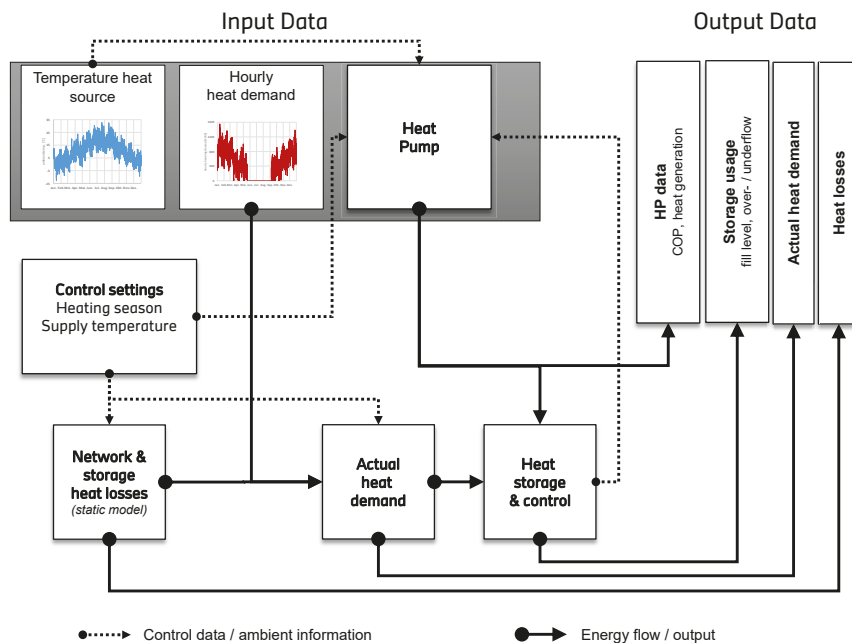 Input Data
Output Data
Temperature heat
source
Hourly
heat demand
Heat
Pump
HP data
COP, heat generation
Storage usage
fill level, over- / underflow
Actual heat demand
Heat losses
Control settings
Heating season
Supply temperature
Network &
storage
heat losses
(static model)
Actual
heat
demand
Heat
storage
& control
Control data / ambient information
Energy flow / output